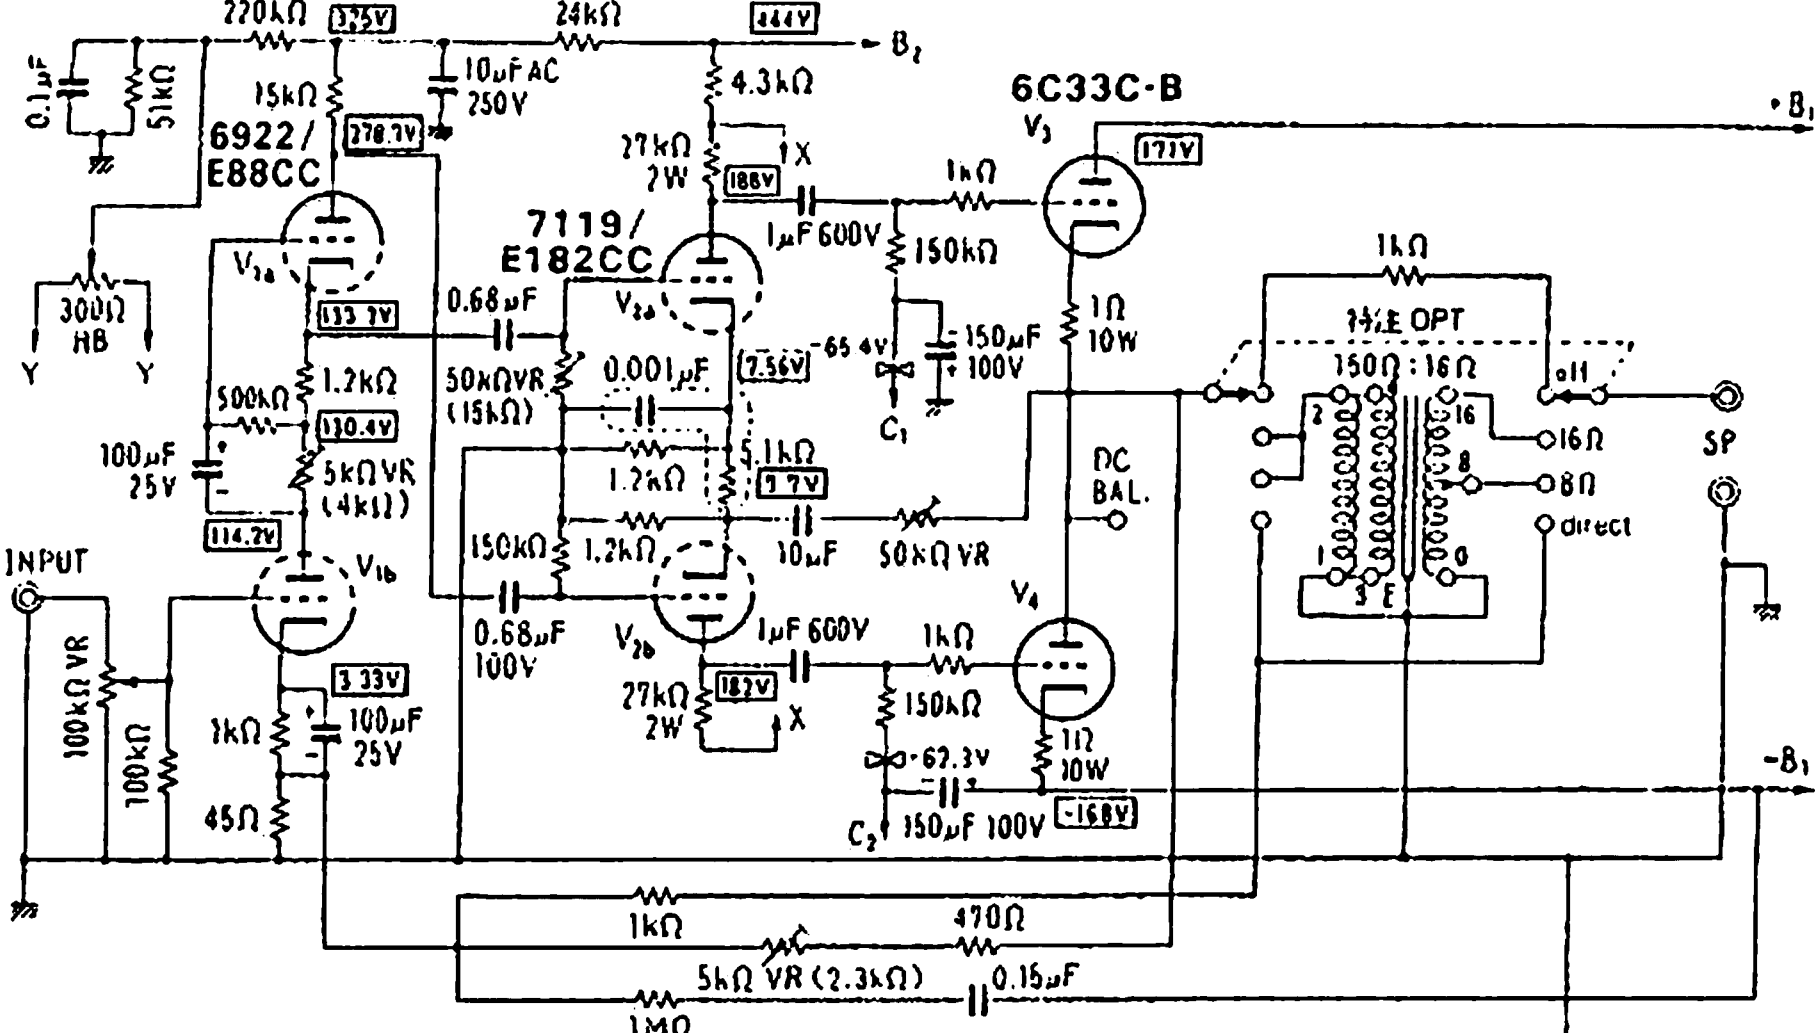 220kΩ
325V
24kΩ
444V
B₂
0.1μF
51kΩ
15kΩ
10μF AC
250V
4.3kΩ
6C33C-B
V₃
+B₁
6922/
E88CC
278.7V
27kΩ
2W
X
188V
171V
1kΩ
7119/
E182CC
1μF 600V
150kΩ
1kΩ
V₂ₐ
V₂ₐ
300Ω
HB
Y
Y
133.7V
0.68μF
7.56V
-65.4V
-150μF
+ 100V
1Ω
10W
OPT
150Ω : 16Ω
1.2kΩ
50kΩVR
(15kΩ)
0.001μF
off
500kΩ
130.4V
C₁
2
16
16Ω
SP
100μF
25V
+
-
5kΩVR
(4kΩ)
5.1kΩ
7.7V
1.2kΩ
DC
BAL.
8
8Ω
114.2V
150kΩ
1.2kΩ
10μF
50kΩ VR
direct
INPUT
V₁b
1
3
E
0
0.68μF
100V
V₂b
1μF 600V
1kΩ
V₄
100kΩ VR
100kΩ
3.33V
1kΩ
+
100μF
25V
-
27kΩ
2W
182V
X
150kΩ
-62.3V
1Ω
10W
-B₁
45Ω
C₂
150μF 100V
-168V
1kΩ
470Ω
5kΩ VR (2.3kΩ)
0.15μF
1MΩ